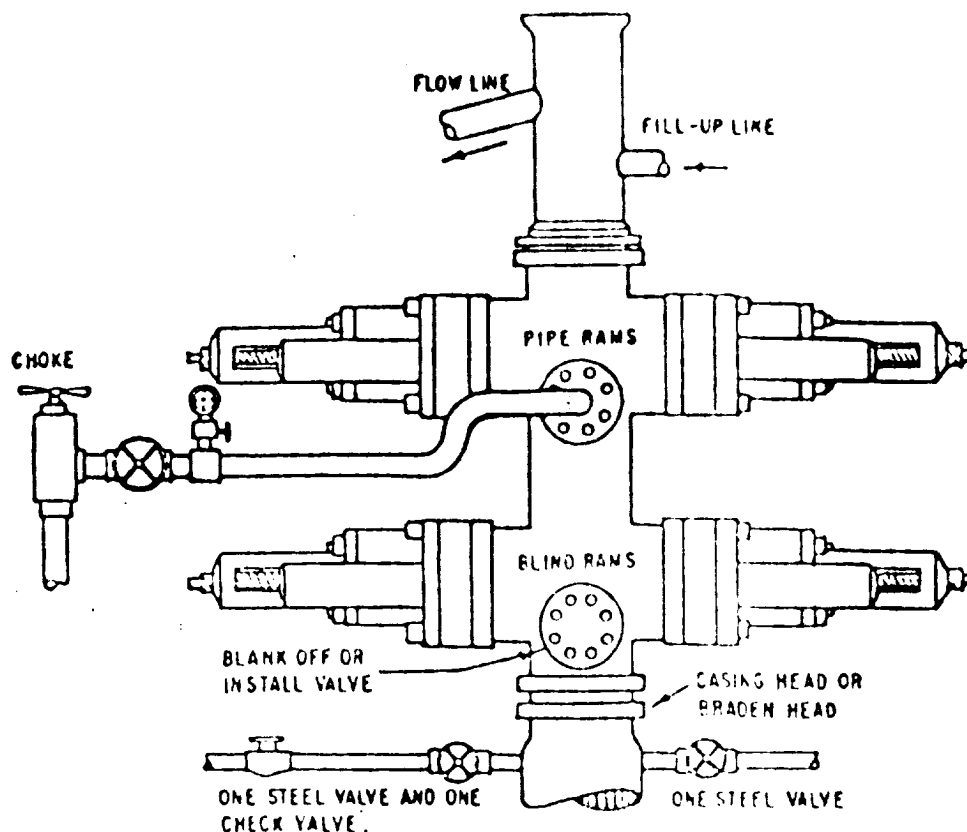 FLOW LINE
FILL-UP LINE
PIPE RAMS
CHOKE
BLIND RAMS
BLANK OFF OR
INSTALL VALVE
CASING HEAD OR
BRADEN HEAD
ONE STEEL VALVE AND ONE
CHECK VALVE.
ONE STEEL VALVE